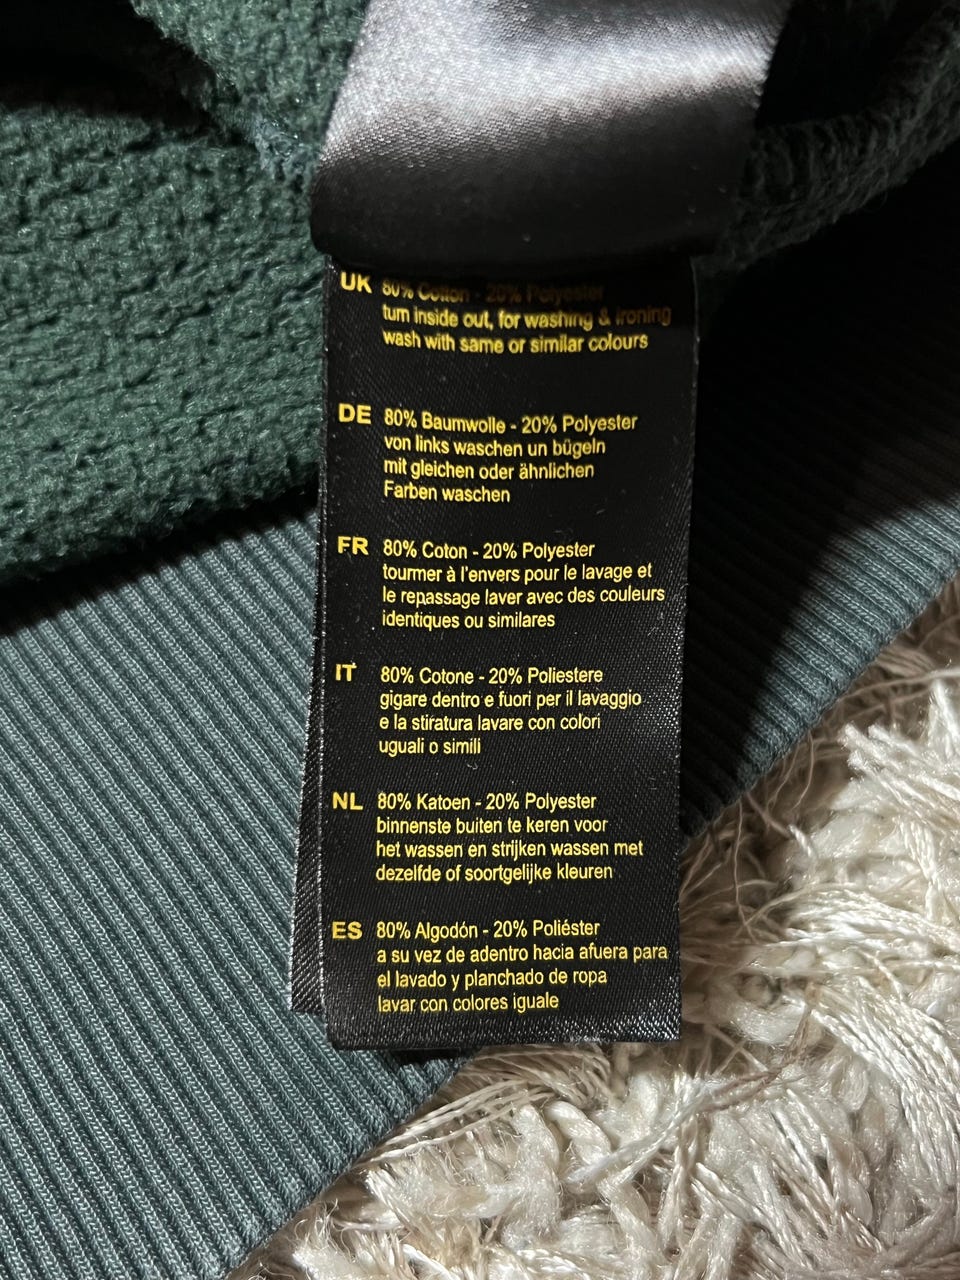 UK 80% Cotton - 20% Polyester
turn inside out, for washing & ironing
wash with same or similar colours
DE 80% Baumwolle - 20% Polyester
von links waschen un bügeln
mit gleichen oder ähnlichen
Farben waschen
FR 80% Coton - 20% Polyester
tourmer à l'envers pour le lavage et
le repassage laver avec des couleurs
identiques ou similares
IT 80% Cotone - 20% Poliestere
gigare dentro e fuori per il lavaggio
e la stiratura lavare con colori
uguali o simili
NL 80% Katoen - 20% Polyester
binnenste buiten te keren voor
het wassen en strijken wassen met
dezelfde of soortgelijke kleuren
ES 80% Algodón - 20% Poliéster
a su vez de adentro hacia afuera para
el lavado y planchado de ropa
lavar con colores iguale